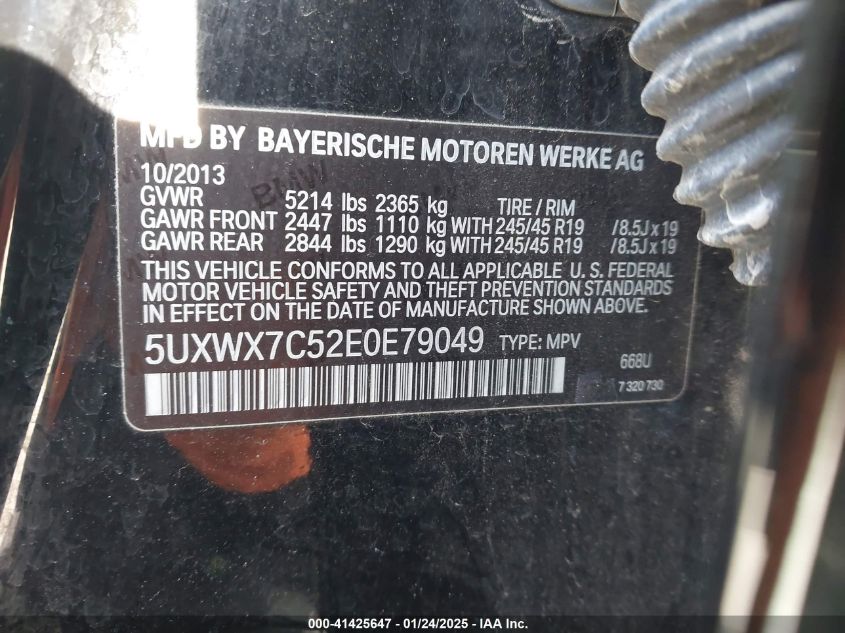 MFD BY BAYERISCHE MOTOREN WERKE AG
10/2013
GVWR 5214 lbs 2365 kg TIRE / RIM
GAWR FRONT 2447 lbs 1110 kg WITH 245/45 R19 /8.5J x 19
GAWR REAR 2844 lbs 1290 kg WITH 245/45 R19 /8.5J x 19
THIS VEHICLE CONFORMS TO ALL APPLICABLE U. S. FEDERAL
MOTOR VEHICLE SAFETY AND THEFT PREVENTION STANDARDS
IN EFFECT ON THE DATE OF MANUFACTURE SHOWN ABOVE.
5UXWX7C52E0E79049 TYPE: MPV
668U
7 320 730
000-41425647 - 01/24/2025 - IAA Inc.